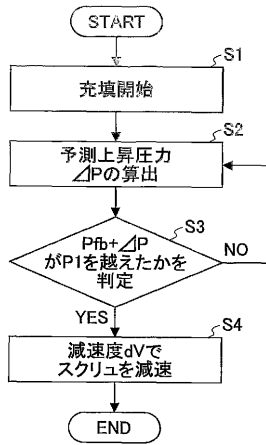 START
S1
充填開始
S2
予測上昇圧力
⊿Pの算出
S3
Pfb+⊿P
がP1を越えたかを
判定
NO
YES
S4
減速度dVで
スクリュを減速
END